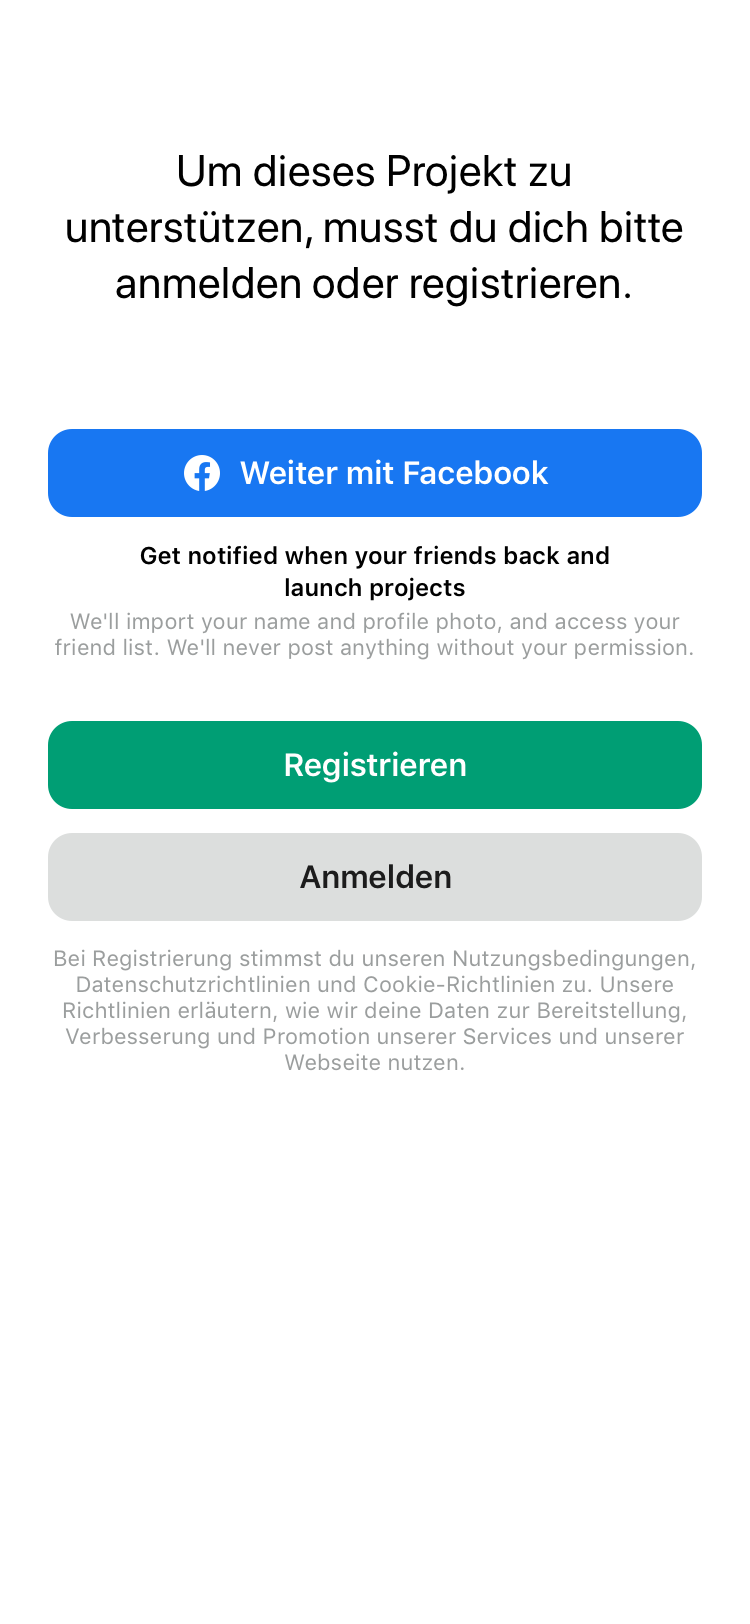 Um dieses Projekt zu
unterstützen, musst du dich bitte
anmelden oder registrieren.
Weiter mit Facebook
Get notified when your friends back and
launch projects
We'll import your name and profile photo, and access your
friend list. We'll never post anything without your permission.
Registrieren
Anmelden
Bei Registrierung stimmst du unseren Nutzungsbedingungen,
Datenschutzrichtlinien und Cookie-Richtlinien zu. Unsere
Richtlinien erläutern, wie wir deine Daten zur Bereitstellung,
Verbesserung und Promotion unserer Services und unserer
Webseite nutzen.